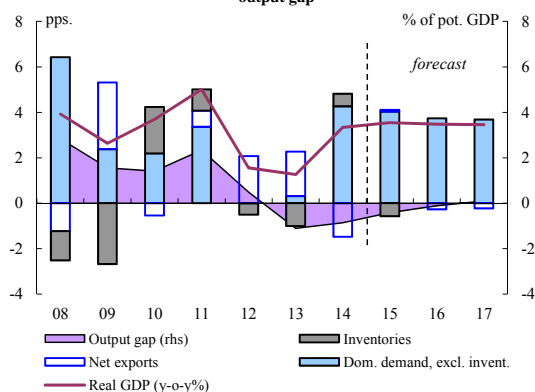 output gap
pps.
% of pot. GDP
8 8
6 6
forecast
4 4
2 2
0 0
-2 -2
-4 -4
08 09 10 11 12 13 14 15 16 17
Output gap (rhs) Inventories
Net exports Dom. demand, excl. invent.
Real GDP (y-o-y%)